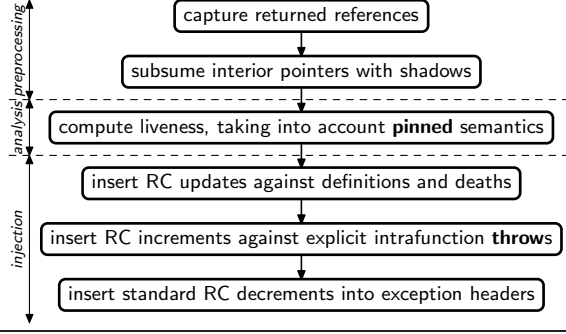 capture returned references
subsume interior pointers with shadows
compute liveness, taking into account pinned semantics
insert RC updates against definitions and deaths
insert RC increments against explicit intrafunction throws
insert standard RC decrements into exception headers
preprocessing
analysis
injection